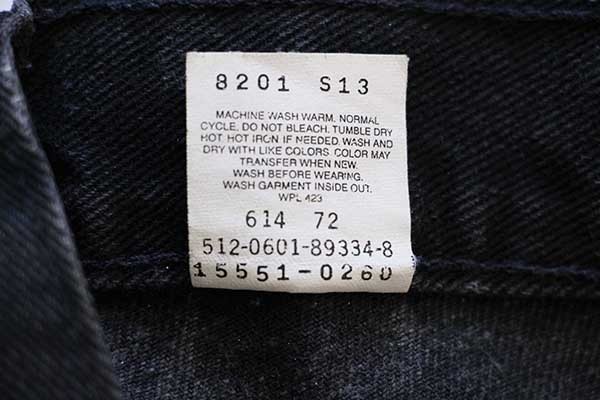 8201 S13
MACHINE WASH WARM, NORMAL
CYCLE. DO NOT BLEACH. TUMBLE DRY
HOT HOT IRON IF NEEDED. WASH AND
DRY WITH LIKE COLORS. COLOR MAY
TRANSFER WHEN NEW.
WASH BEFORE WEARING.
WASH GARMENT INSIDE OUT.
WPL 423
614 72
512-0601-89334-8
15551-0260